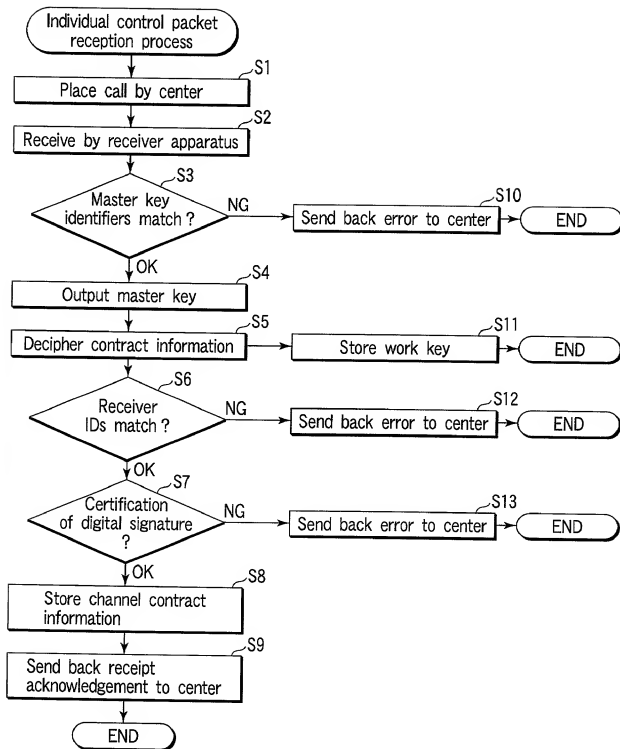 Individual control packet
reception process
S1
Place call by center
S2
Receive by receiver apparatus
S3
Master key
identifiers match ?
NG
S10
Send back error to center
END
OK
S4
Output master key
S5
Decipher contract information
S11
Store work key
END
S6
Receiver
IDs match ?
NG
S12
Send back error to center
END
OK
S7
Certification
of digital signature
?
NG
S13
Send back error to center
END
OK
S8
Store channel contract
information
S9
Send back receipt
acknowledgement to center
END